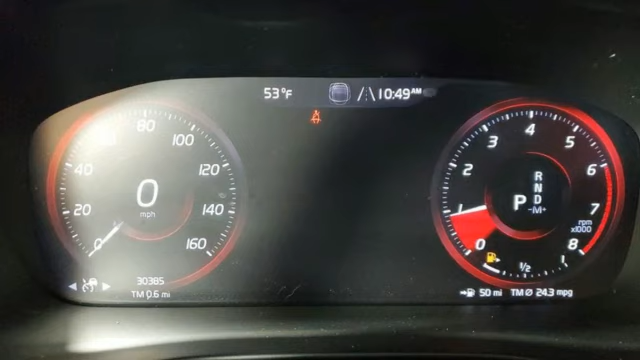 53°F 10:49AM
0
mph
0 20 40 60 80 100 120 140 160
30385
TM 0.6 mi
0 1 2 3 4 5 6 7 8
rpm
x1000
R
N
D
P -M+
1/2 1
50 mi TM Ø 24.3 mpg